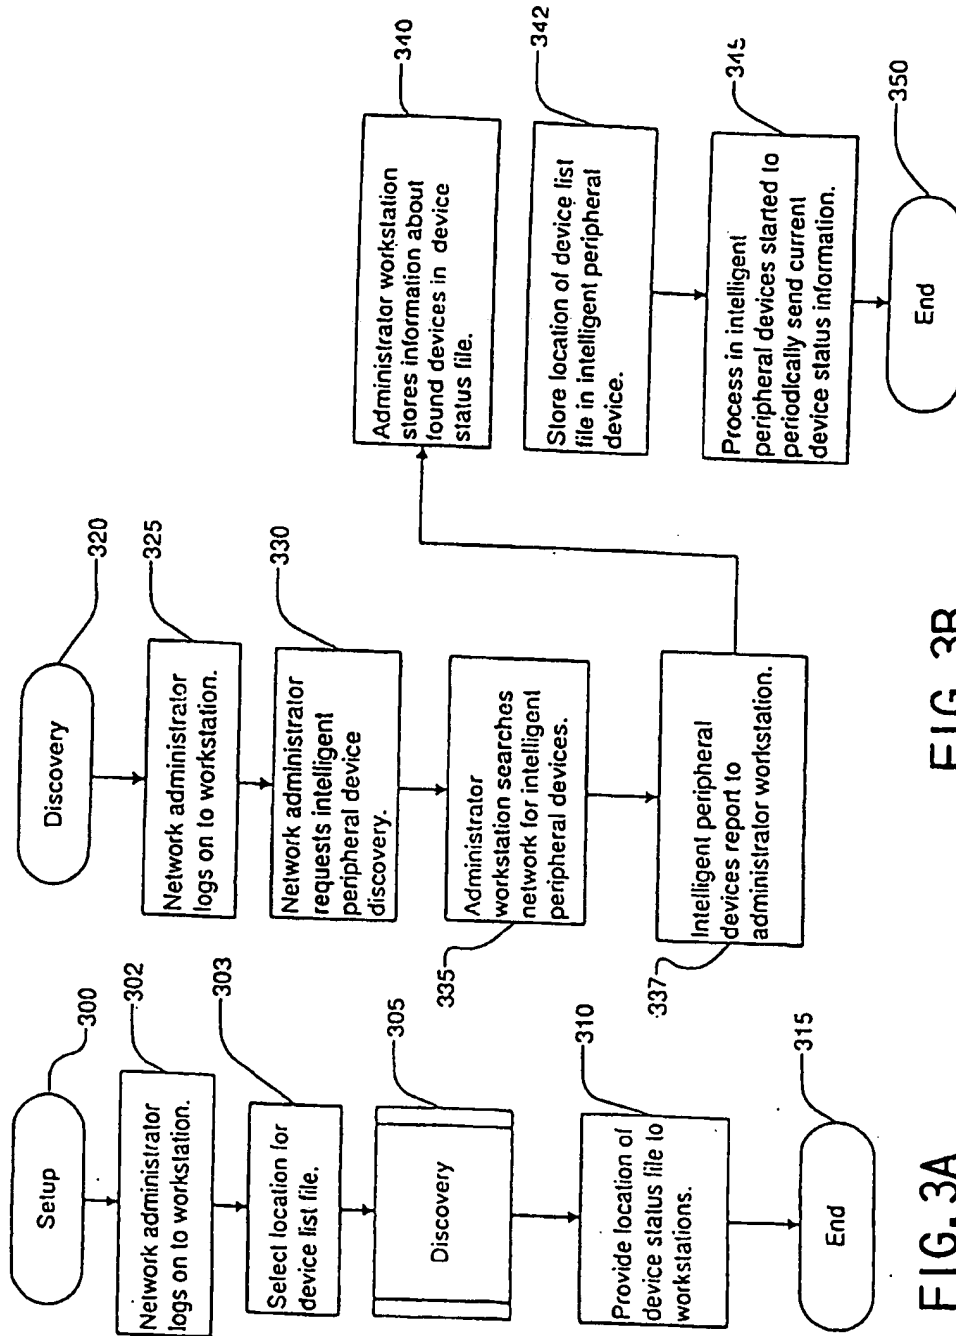 Setup
300
Network administrator
logs on to workstation.
302
Select location for
device list file.
303
Discovery
305
Provide location of
device status file to
workstations.
310
End
315
FIG. 3A
Discovery
320
Network administrator
logs on to workstation.
325
Network administrator
requests intelligent
peripheral device
discovery.
330
Administrator
workstation searches
network for intelligent
peripheral devices.
335
Intelligent peripheral
devices report to
administrator workstation.
337
Administrator workstation
stores information about
found devices in device
status file.
340
Store location of device list
file in intelligent peripheral
device.
342
Process in intelligent
peripheral devices started to
periodically send current
device status information.
345
End
350
FIG. 3B